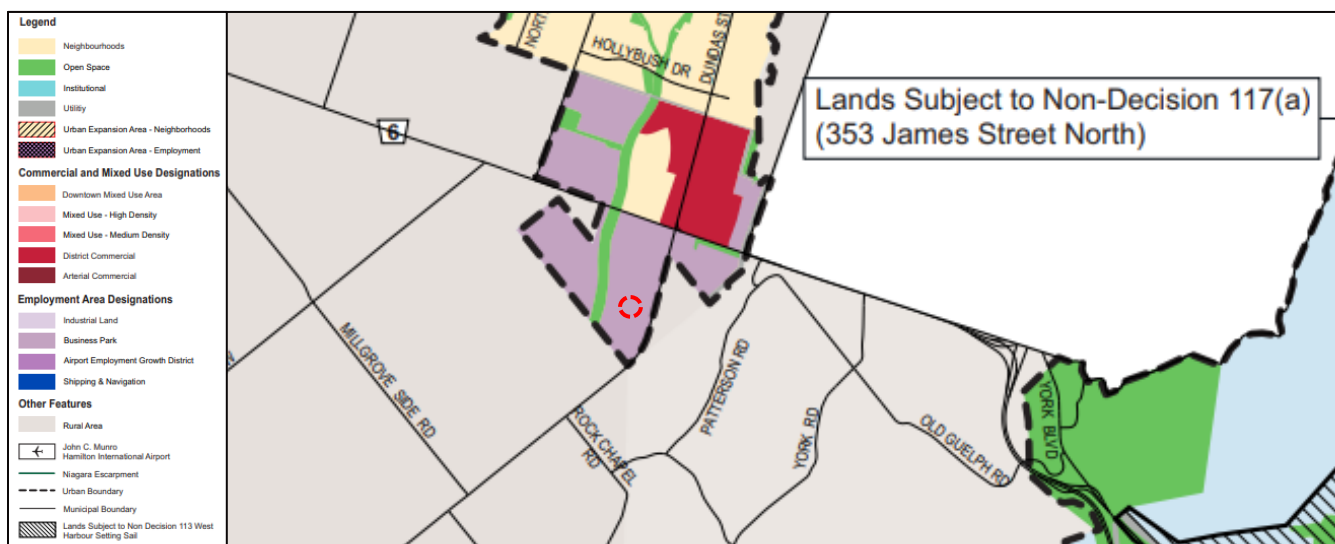 Legend
Neighbourhoods
Open Space
Institutional
Utilitiy
Urban Expansion Area - Neighborhoods
Urban Expansion Area - Employment
Commercial and Mixed Use Designations
Downtown Mixed Use Area
Mixed Use - High Density
Mixed Use - Medium Density
District Commercial
Arterial Commercial
Employment Area Designations
Industrial Land
Business Park
Airport Employment Growth District
Shipping & Navigation
Other Features
Rural Area
John C. Munro
Hamilton International Airport
Niagara Escarpment
Urban Boundary
Municipal Boundary
Lands Subject to Non Decision 113 West
Harbour Setting Sail
NORT
HOLLYBUSH DR
DUNDAS ST
Lands Subject to Non-Decision 117(a)
(353 James Street North)
6
MILLGROVE SIDE RD
ROCK CHAPEL
RD
PATTERSON RD
YORK RD
OLD GUELPH RD
YORK BLVD